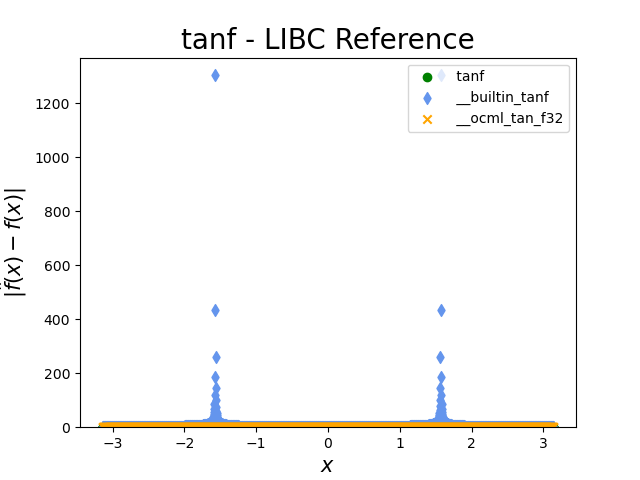 tanf - LIBC Reference
tanf
__builtin_tanf
__ocml_tan_f32
1200
1000
800
600
400
200
0
|f̂(x) − f(x)|
−3
−2
−1
0
1
2
3
x